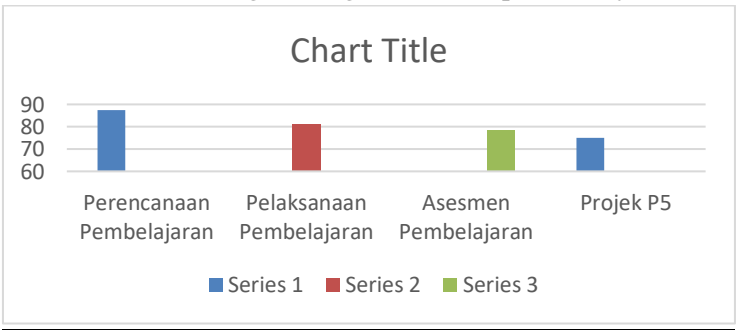 Chart Title
90
80
70
60
Perencanaan Pelaksanaan Asesmen Projek P5
Pembelajaran Pembelajaran Pembelajaran
Series 1 Series 2 Series 3